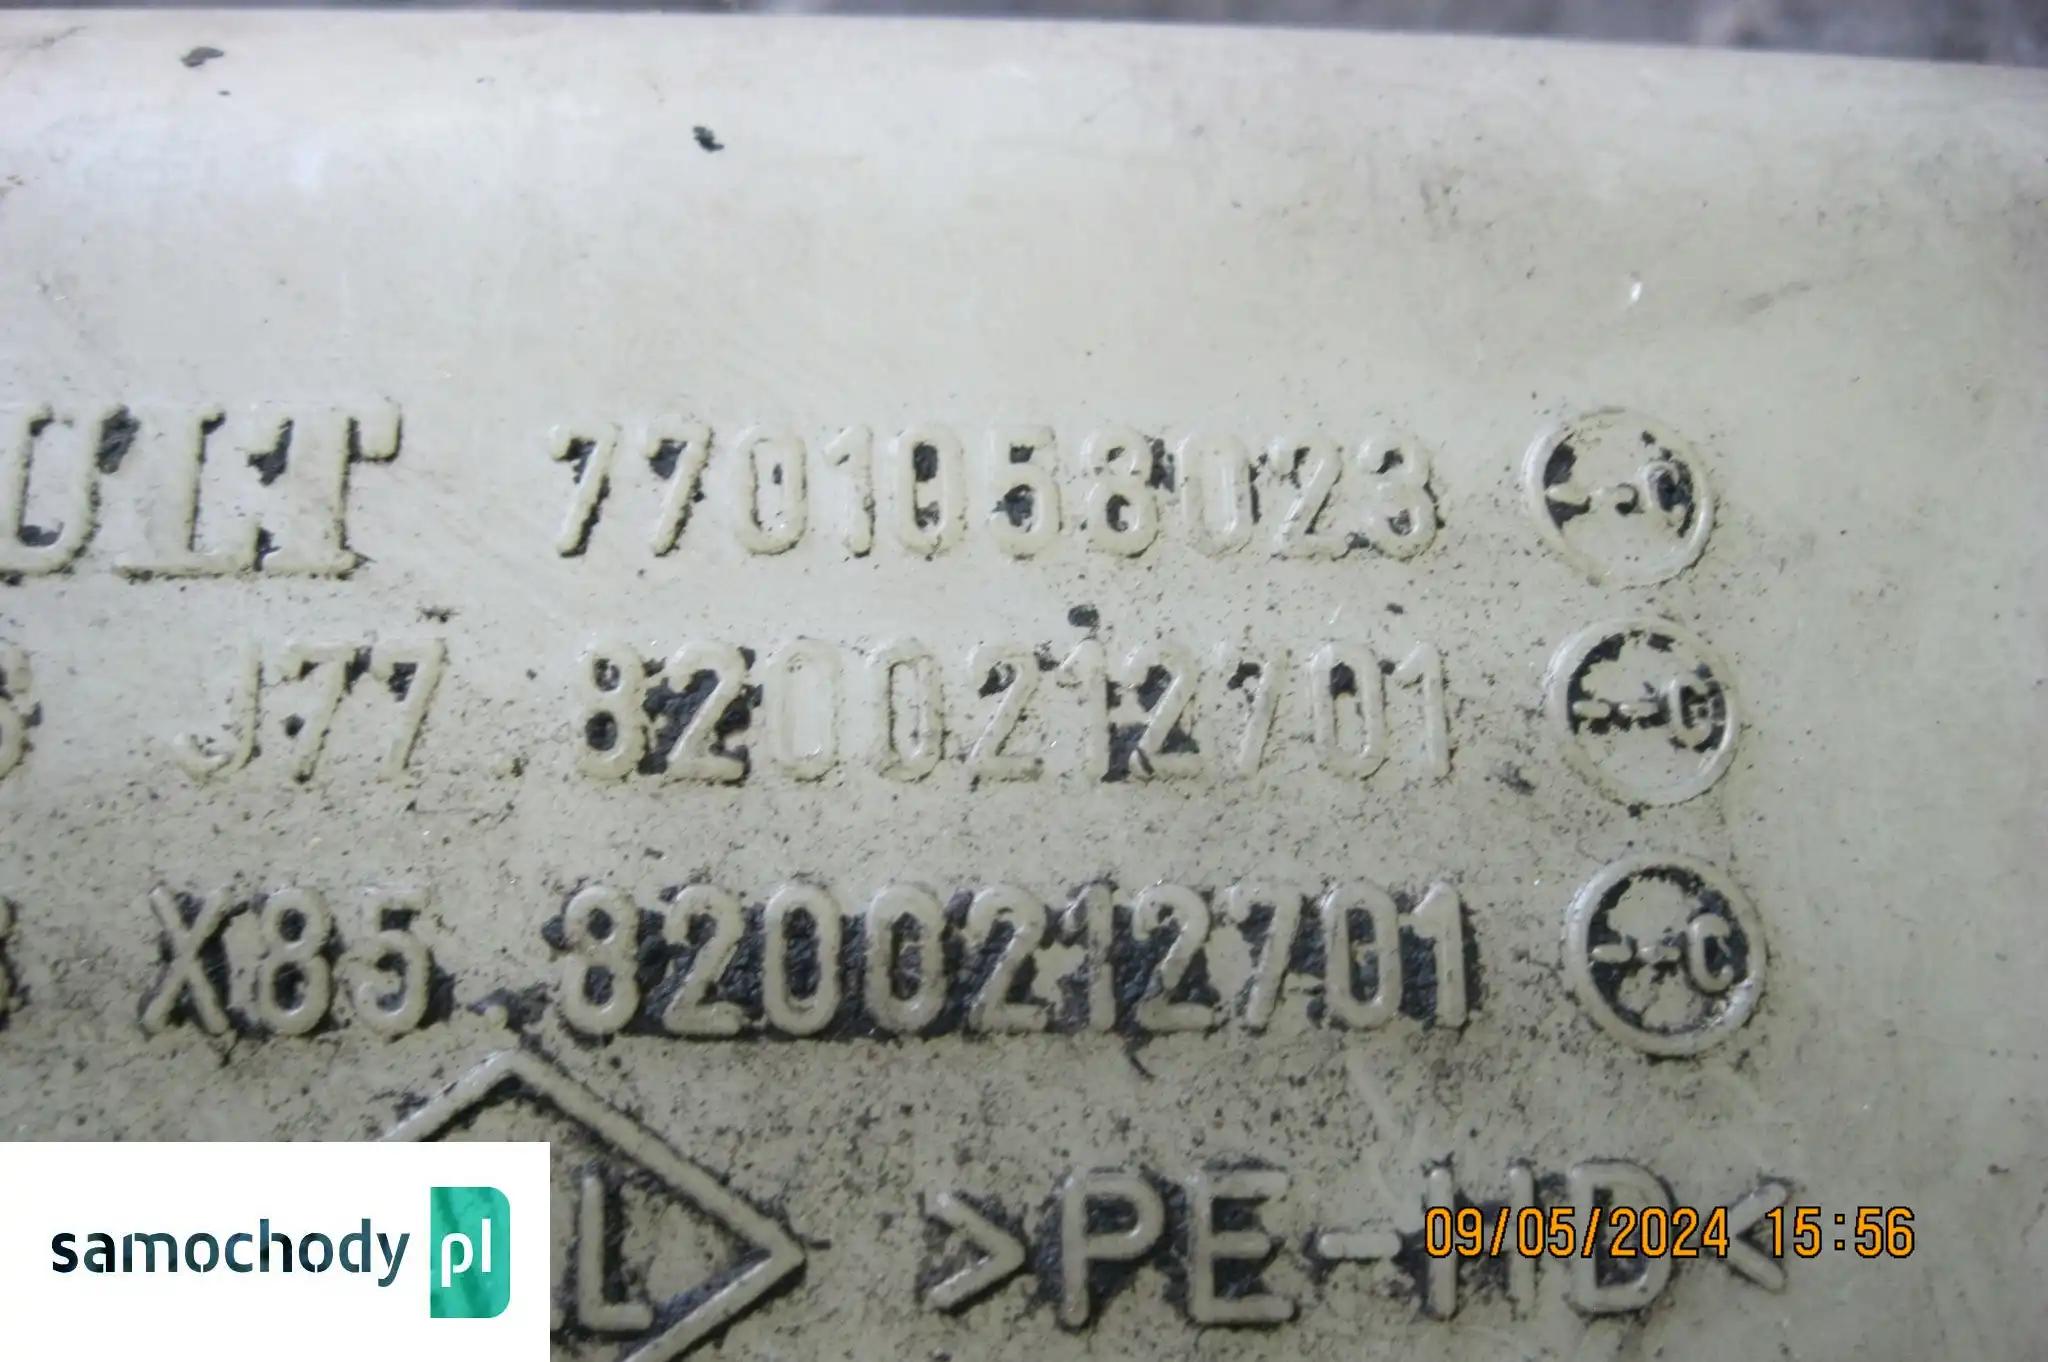 ULT 7701058023 --C
J77.8200212701 --C
X85.8200212701 --C
L >PE-HD<
09/05/2024 15:56
samochody pl